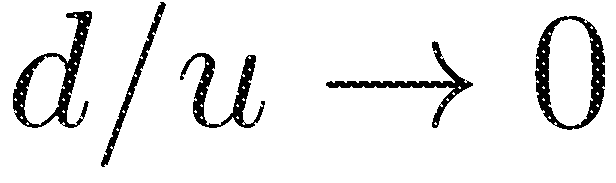 d/u → 0